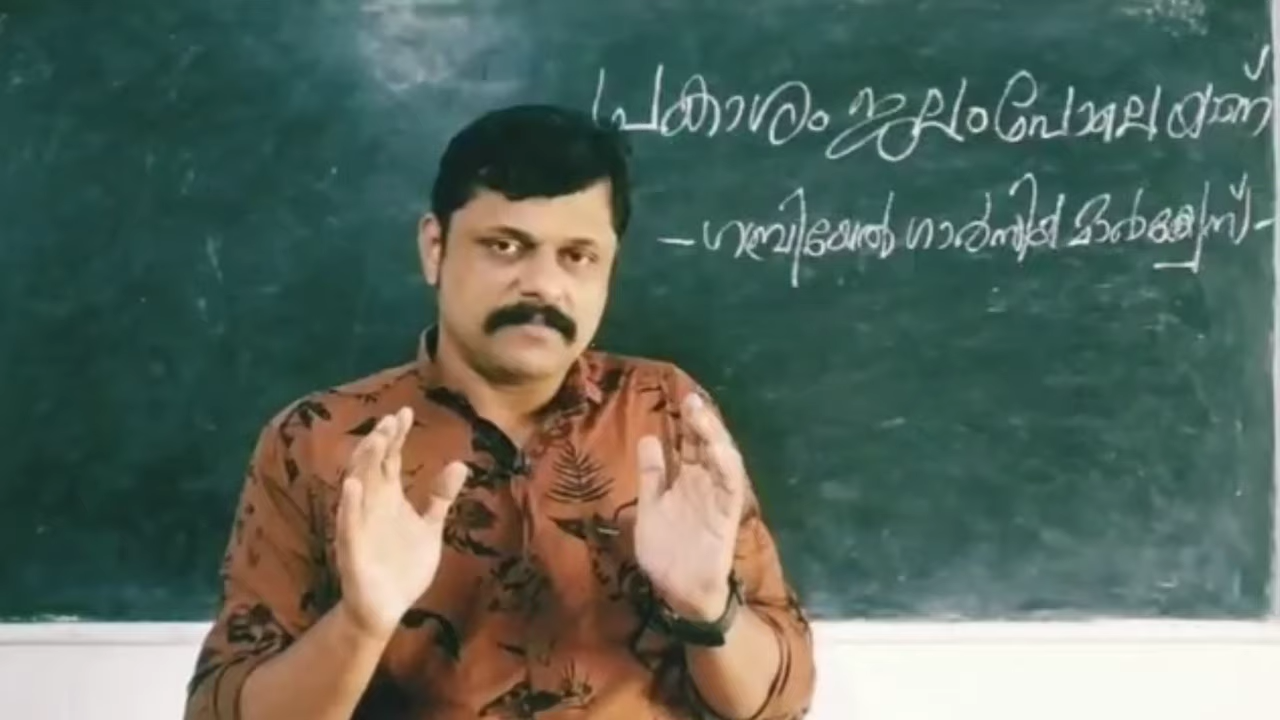 പ്രകാശം ജലംപോലെയാണ്
- ഗബ്രിയേൽ ഗാർസിയ മാർക്വേസ് -